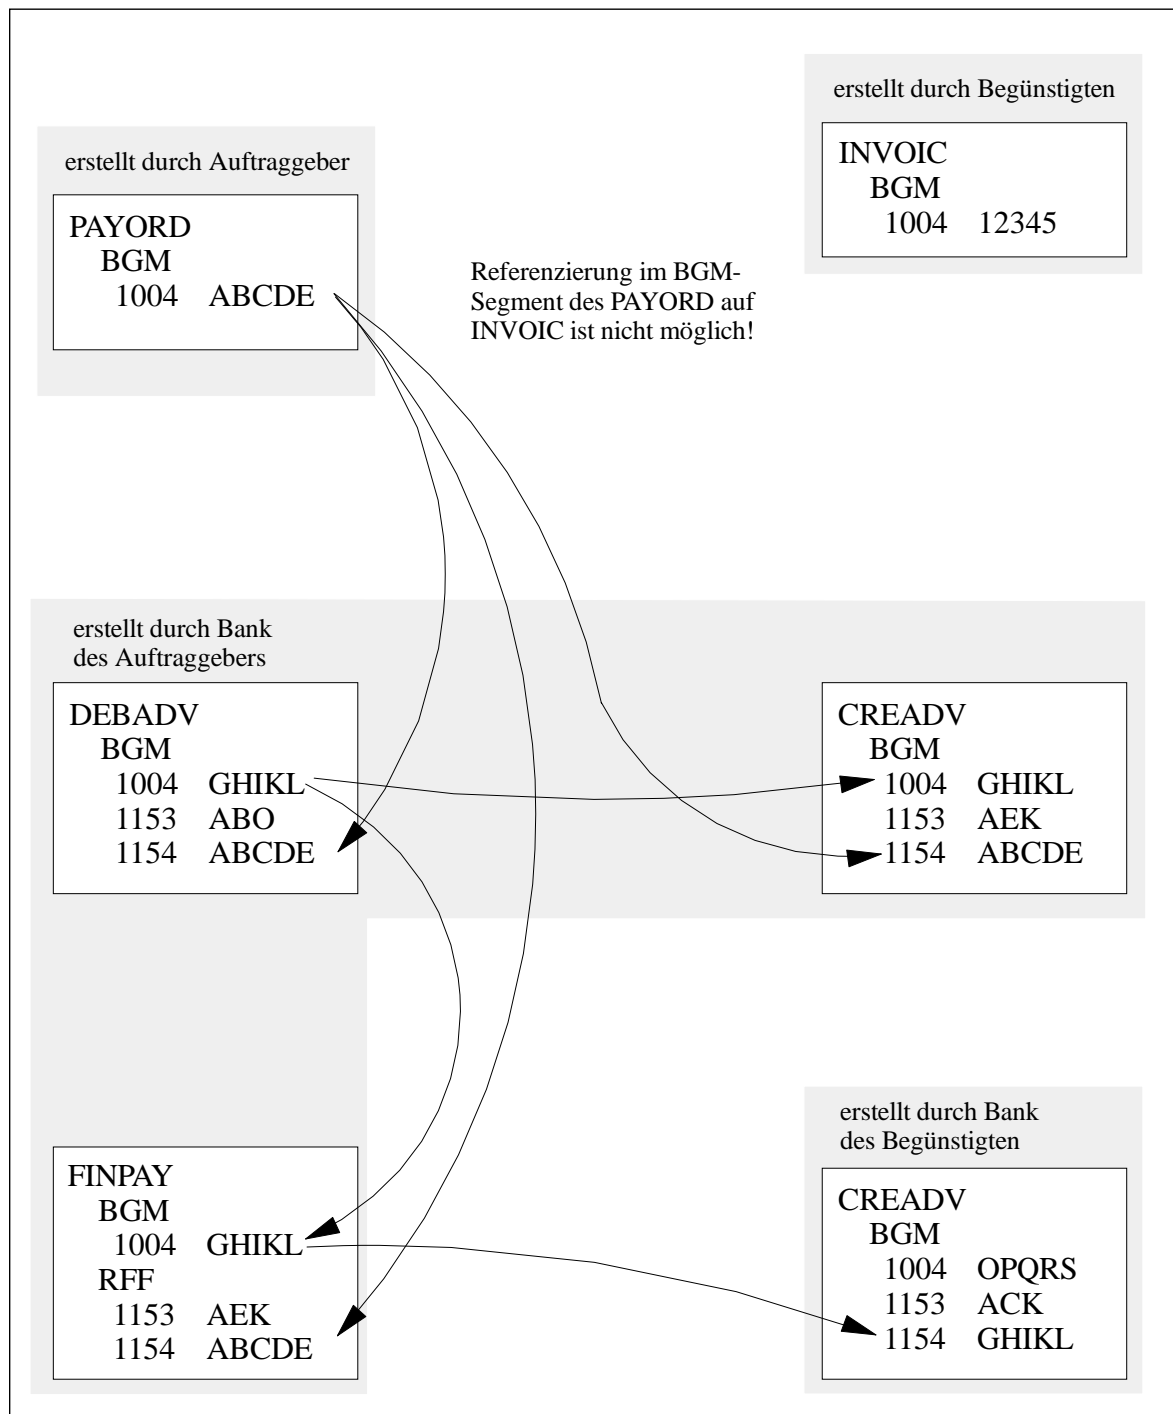 erstellt durch Begünstigten
INVOIC
BGM
1004 12345
erstellt durch Auftraggeber
PAYORD
BGM
1004 ABCDE
Referenzierung im BGM-
Segment des PAYORD auf
INVOIC ist nicht möglich!
erstellt durch Bank
des Auftraggebers
DEBADV
BGM
1004 GHIKL
1153 ABO
1154 ABCDE
CREADV
BGM
1004 GHIKL
1153 AEK
1154 ABCDE
FINPAY
BGM
1004 GHIKL
RFF
1153 AEK
1154 ABCDE
erstellt durch Bank
des Begünstigten
CREADV
BGM
1004 OPQRS
1153 ACK
1154 GHIKL